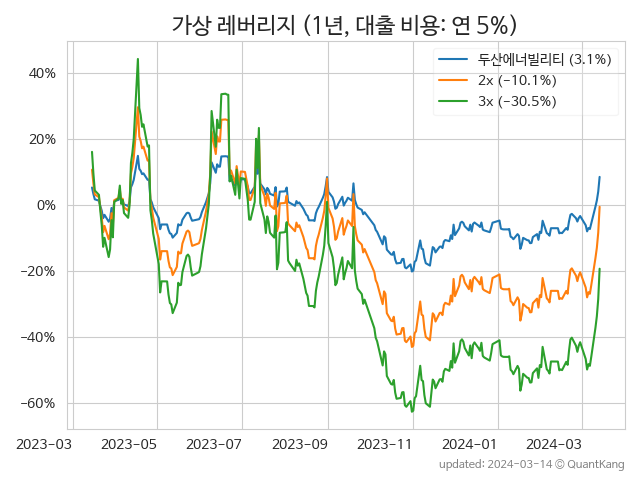 가상 레버리지 (1년, 대출 비용: 연 5%)
두산에너빌리티 (3.1%)
2x (−10.1%)
3x (−30.5%)
40%
20%
0%
−20%
−40%
−60%
2023−03 2023−05 2023−07 2023−09 2023−11 2024−01 2024−03
updated: 2024-03-14 © QuantKang